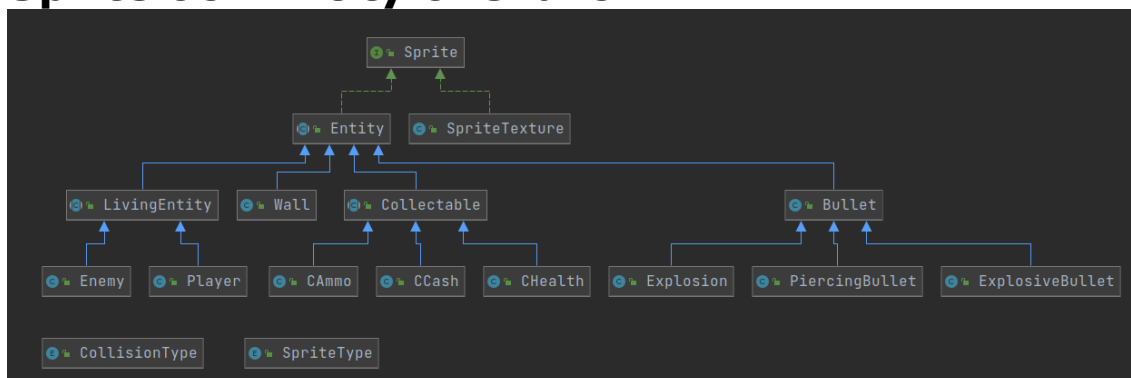 Sprite
Entity
SpriteTexture
LivingEntity
Wall
Collectable
Bullet
Enemy
Player
CAmmo
CCash
CHealth
Explosion
PiercingBullet
ExplosiveBullet
CollisionType
SpriteType